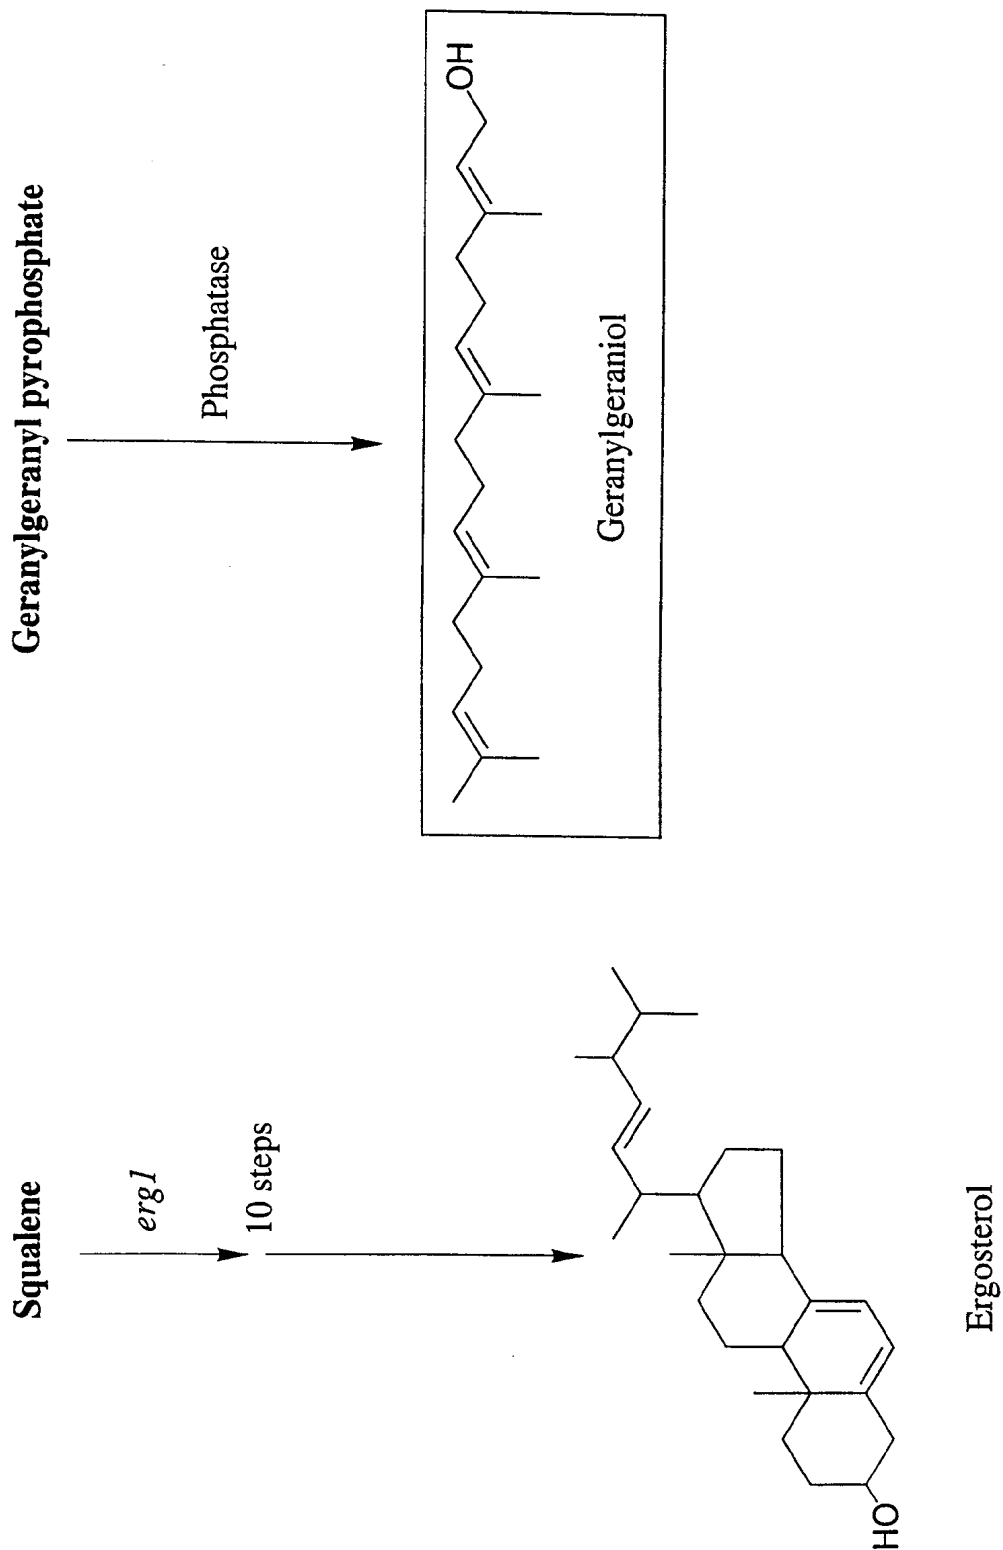 Squalene
erg1
10 steps
HO
Ergosterol
Geranylgeranyl pyrophosphate
Phosphatase
OH
Geranylgeraniol